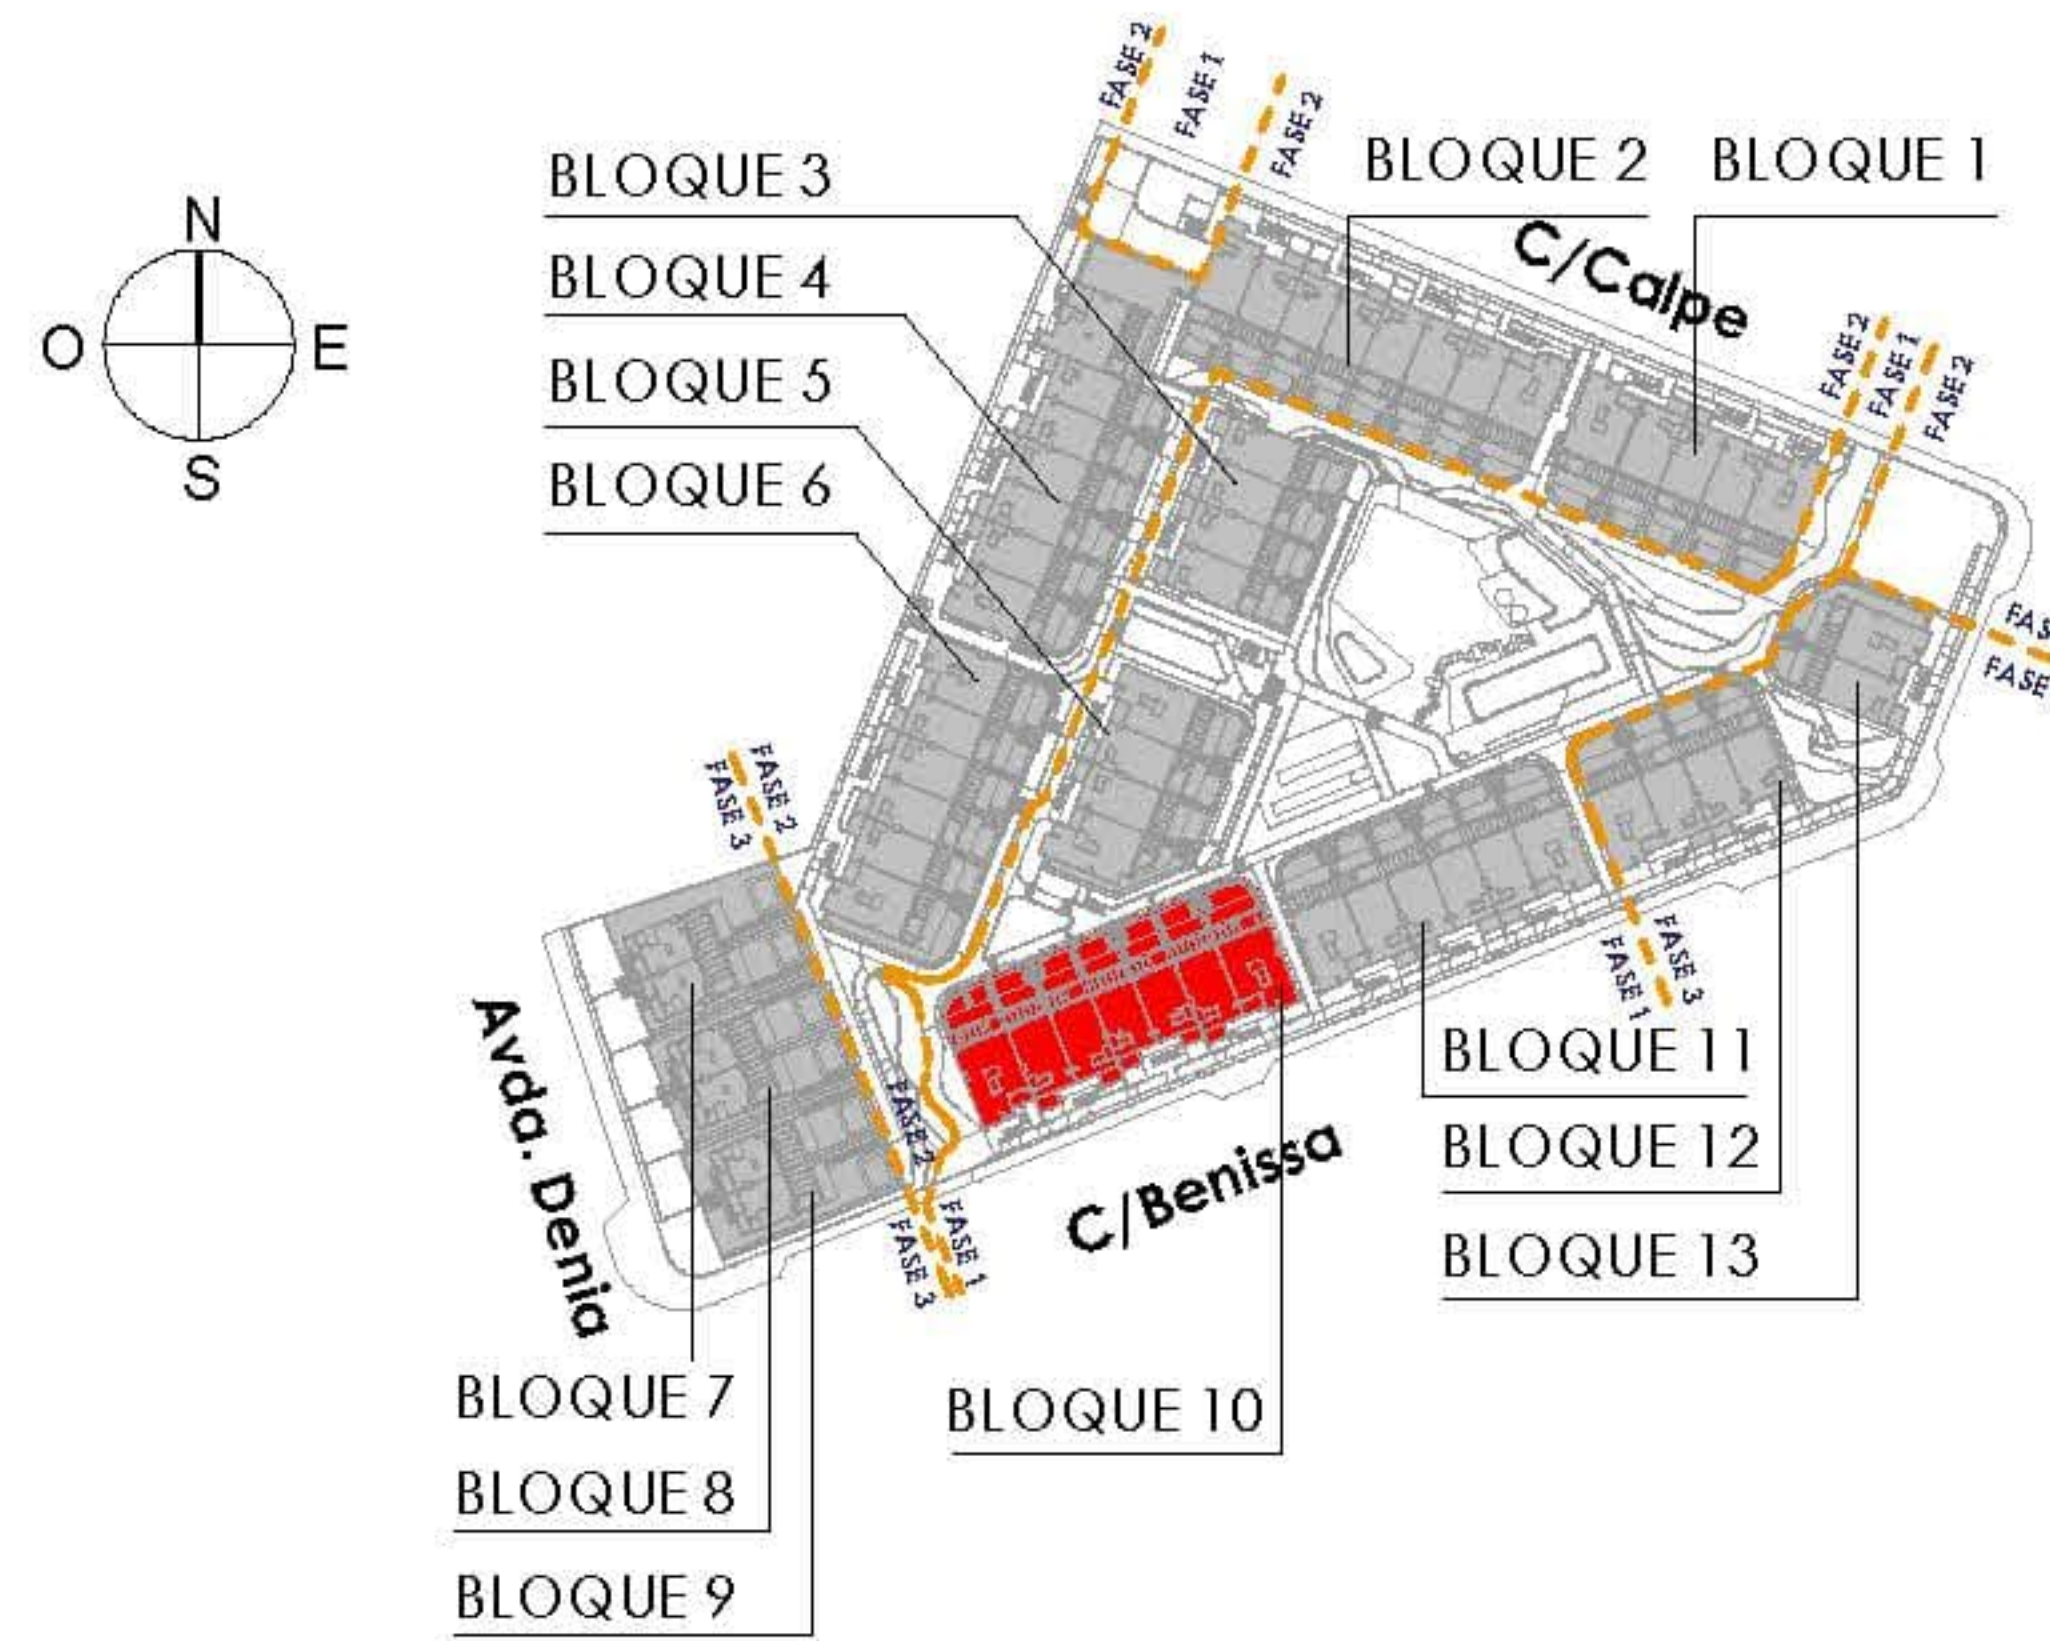 FASE 2
FASE 1
FASE 2
BLOQUE 3
BLOQUE 2
BLOQUE 1
N
C/Calpe
BLOQUE 4
O
E
FASE 2
FASE 1
FASE 2
BLOQUE 5
S
BLOQUE 6
FASE
FASE 2
FASE 3
FASE 3
FASE 1
Avda. Denia
BLOQUE 11
FASE 2
C/Benissa
BLOQUE 12
FASE 1
FASE 3
BLOQUE 13
BLOQUE 7
BLOQUE 10
BLOQUE 8
BLOQUE 9